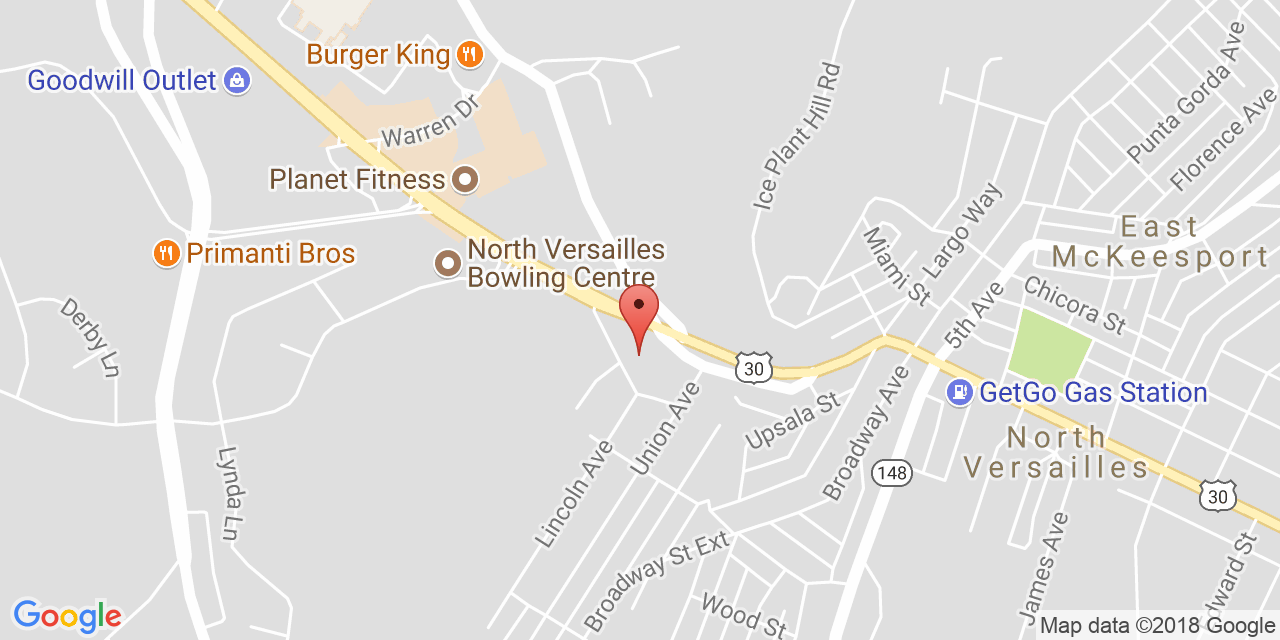 Burger King
Goodwill Outlet
Warren Dr
Planet Fitness
Primanti Bros
North Versailles
Bowling Centre
Derby Ln
Lynda Ln
Ice Plant Hill Rd
Punta Gorda Ave
Florence Ave
Largo Way
Miami St
East
McKeesport
Chicora St
5th Ave
30
GetGo Gas Station
Union Ave
Upsala St
Broadway Ave
North
Versailles
148
30
Lincoln Ave
Broadway St Ext
Wood St
James Ave
dward St
Google
Map data ©2018 Google